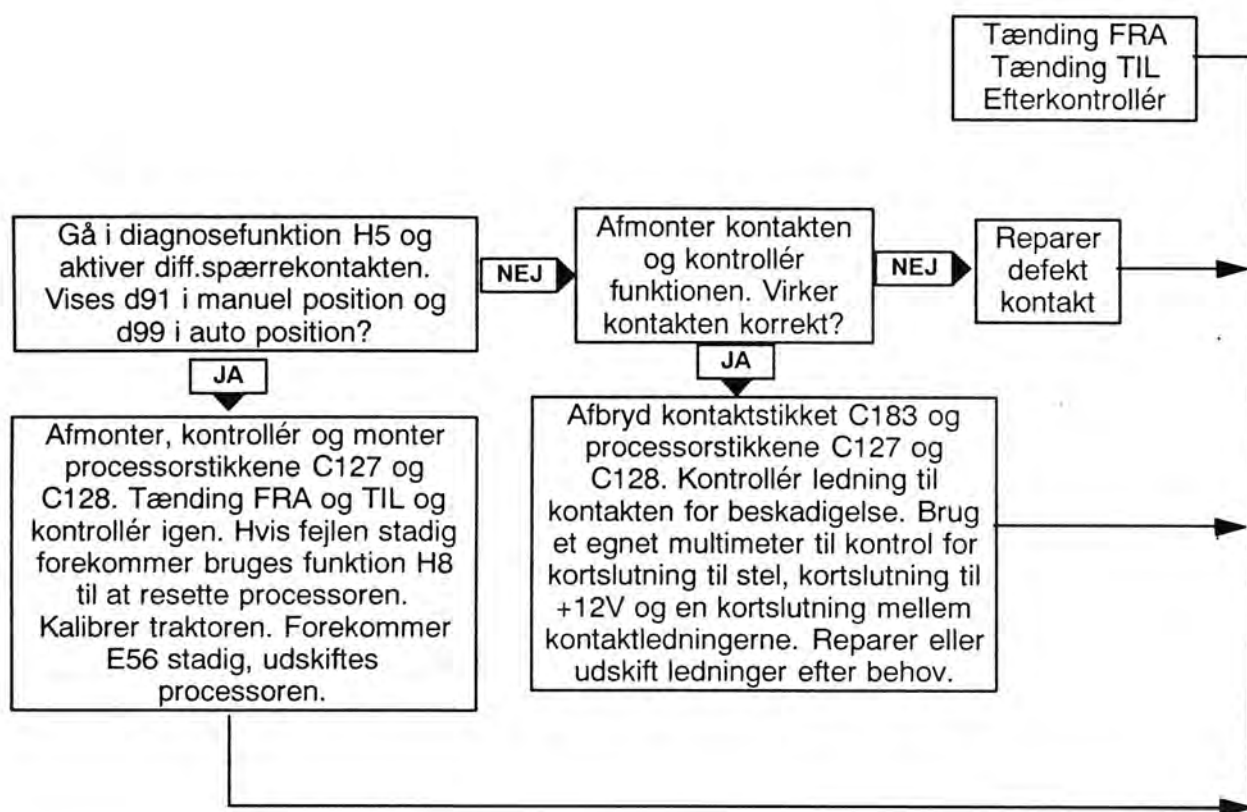 Tænding FRA
Tænding TIL
Efterkontrollér
Gå i diagnosefunktion H5 og
aktiver diff.spærrekontakten.
Vises d91 i manuel position og
d99 i auto position?
NEJ
Afmonter kontakten
og kontrollér
funktionen. Virker
kontakten korrekt?
NEJ
Reparer
defekt
kontakt
JA
JA
Afmonter, kontrollér og monter
processorstikkene C127 og
C128. Tænding FRA og TIL og
kontrollér igen. Hvis fejlen stadig
forekommer bruges funktion H8
til at resette processoren.
Kalibrer traktoren. Forekommer
E56 stadig, udskiftes
processoren.
Afbryd kontaktstikket C183 og
processorstikkene C127 og
C128. Kontrollér ledning til
kontakten for beskadigelse. Brug
et egnet multimeter til kontrol for
kortslutning til stel, kortslutning til
+12V og en kortslutning mellem
kontaktledningerne. Reparer eller
udskift ledninger efter behov.